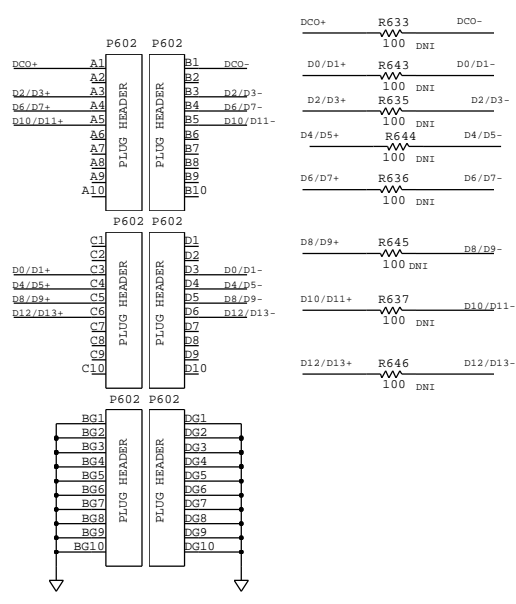 P602 P602
DCO+ A1 B1 DCO-
A2 B2
D2/D3+ A3 B3 D2/D3-
D6/D7+ A4 B4 D6/D7-
D10/D11+ A5 B5 D10/D11-
A6 B6
A7 B7
A8 B8
A9 B9
A10 B10
PLUG HEADER
PLUG HEADER
P602 P602
C1 D1
C2 D2
D0/D1+ C3 D3 D0/D1-
D4/D5+ C4 D4 D4/D5-
D8/D9+ C5 D5 D8/D9-
D12/D13+ C6 D6 D12/D13-
C7 D7
C8 D8
C9 D9
C10 D10
PLUG HEADER
PLUG HEADER
P602 P602
BG1 DG1
BG2 DG2
BG3 DG3
BG4 DG4
BG5 DG5
BG6 DG6
BG7 DG7
BG8 DG8
BG9 DG9
BG10 DG10
PLUG HEADER
PLUG HEADER
DCO+ R633 DCO-
100 DNI
D0/D1+ R643 D0/D1-
100 DNI
D2/D3+ R635 D2/D3-
100 DNI
D4/D5+ R644 D4/D5-
100 DNI
D6/D7+ R636 D6/D7-
100 DNI
D8/D9+ R645 D8/D9-
100 DNI
D10/D11+ R637 D10/D11-
100 DNI
D12/D13+ R646 D12/D13-
100 DNI